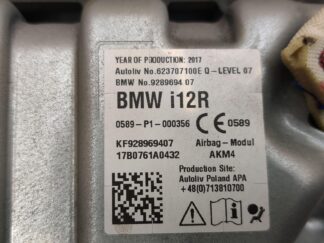 YEAR OF PRODUCTION: 2017
Autoliv No.623707100E Q-LEVEL 07
BMW No.9289694 07
BMW i12R
0589-P1-000356 CE 0589
KF928969407 Airbag-Modul
17B0761A0432 AKM4
Production Site:
Autoliv Poland APA
+48(0)713810700